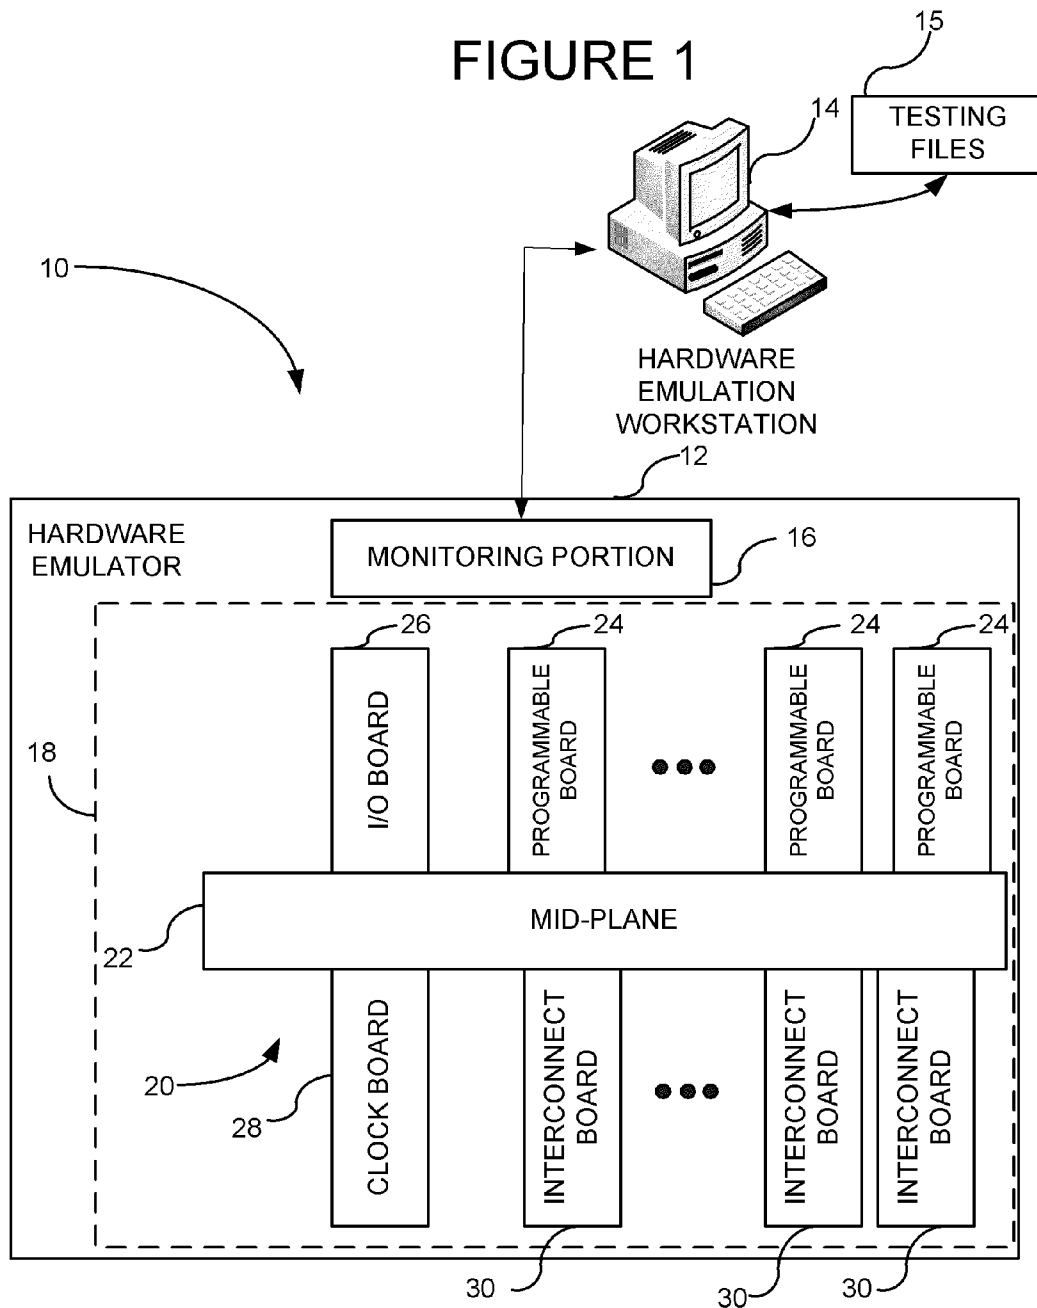 FIGURE 1
15
TESTING
FILES
14
10
HARDWARE
EMULATION
WORKSTATION
12
HARDWARE
EMULATOR
MONITORING PORTION
16
26
24
24
24
I/O BOARD
PROGRAMMABLE
BOARD
PROGRAMMABLE
BOARD
PROGRAMMABLE
BOARD
18
MID-PLANE
22
20
28
CLOCK BOARD
INTERCONNECT
BOARD
INTERCONNECT
BOARD
INTERCONNECT
BOARD
30
30
30